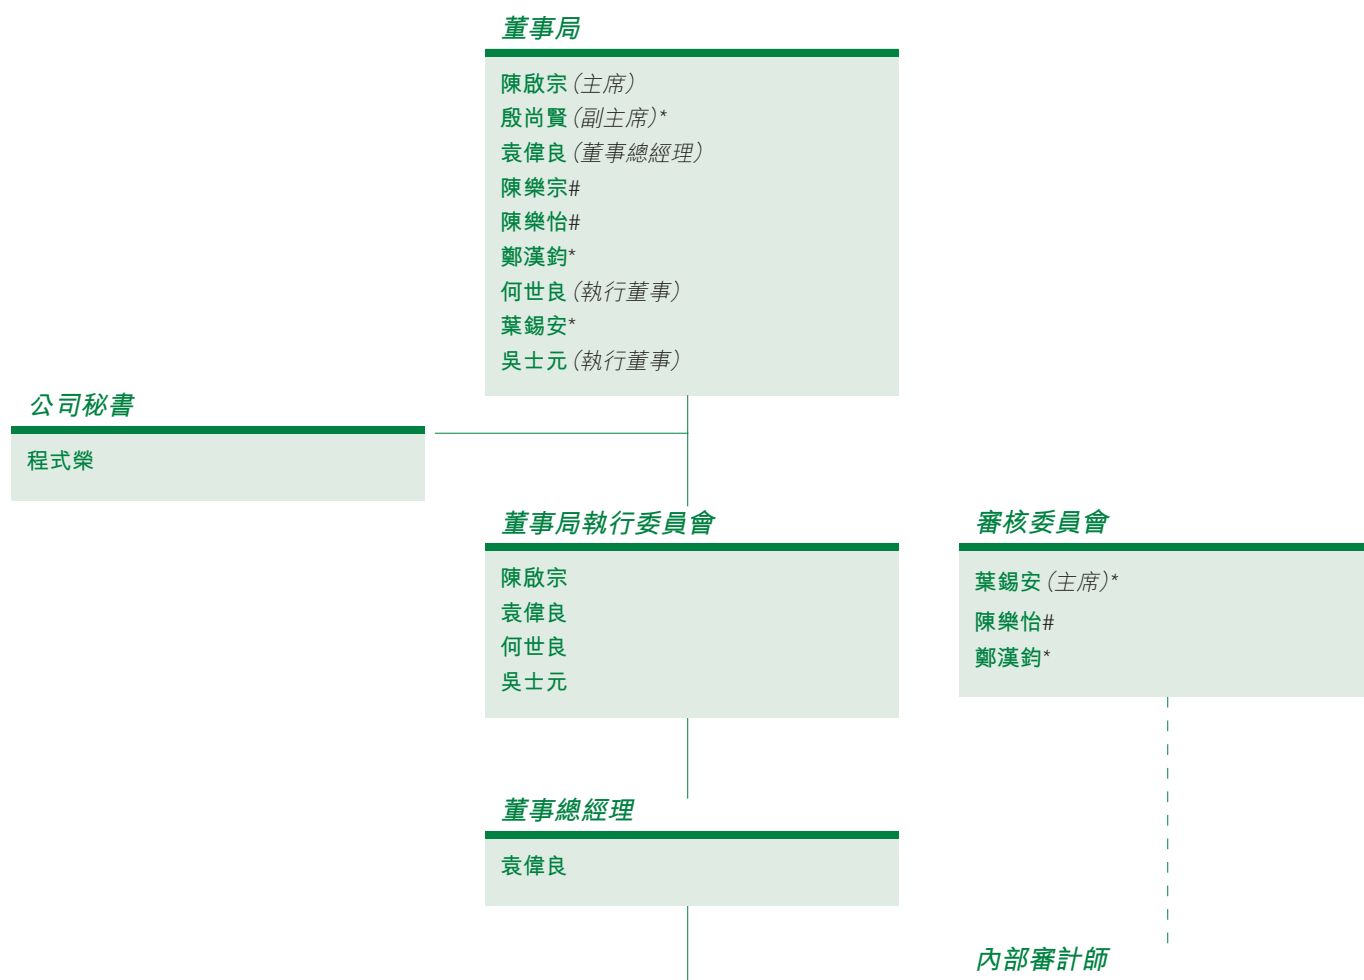 董事局
陳啟宗(主席)
殷尚賢(副主席)*
袁偉良(董事總經理)
陳樂宗#
陳樂怡#
鄭漢鈞*
何世良(執行董事)
葉錫安*
吳士元(執行董事)
公司秘書
程式榮
董事局執行委員會
陳啟宗
袁偉良
何世良
吳士元
審核委員會
葉錫安(主席)*
陳樂怡#
鄭漢鈞*
董事總經理
袁偉良
內部審計師